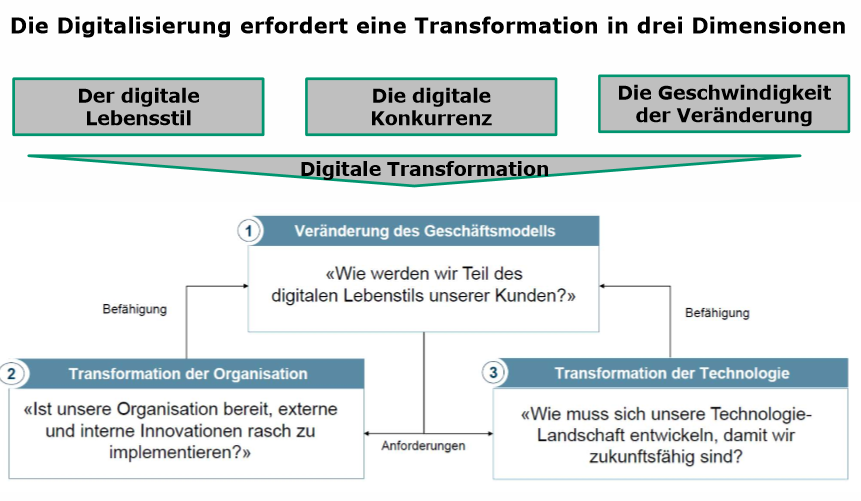 Die Digitalisierung erfordert eine Transformation in drei Dimensionen
Der digitale
Lebensstil
Die digitale
Konkurrenz
Die Geschwindigkeit
der Veränderung
Digitale Transformation
1
Veränderung des Geschäftsmodells
«Wie werden wir Teil des
digitalen Lebenstils unserer Kunden?»
Befähigung
Befähigung
2
Transformation der Organisation
«Ist unsere Organisation bereit, externe
und interne Innovationen rasch zu
implementieren?»
Anforderungen
3
Transformation der Technologie
«Wie muss sich unsere Technologie-
Landschaft entwickeln, damit wir
zukunftsfähig sind?